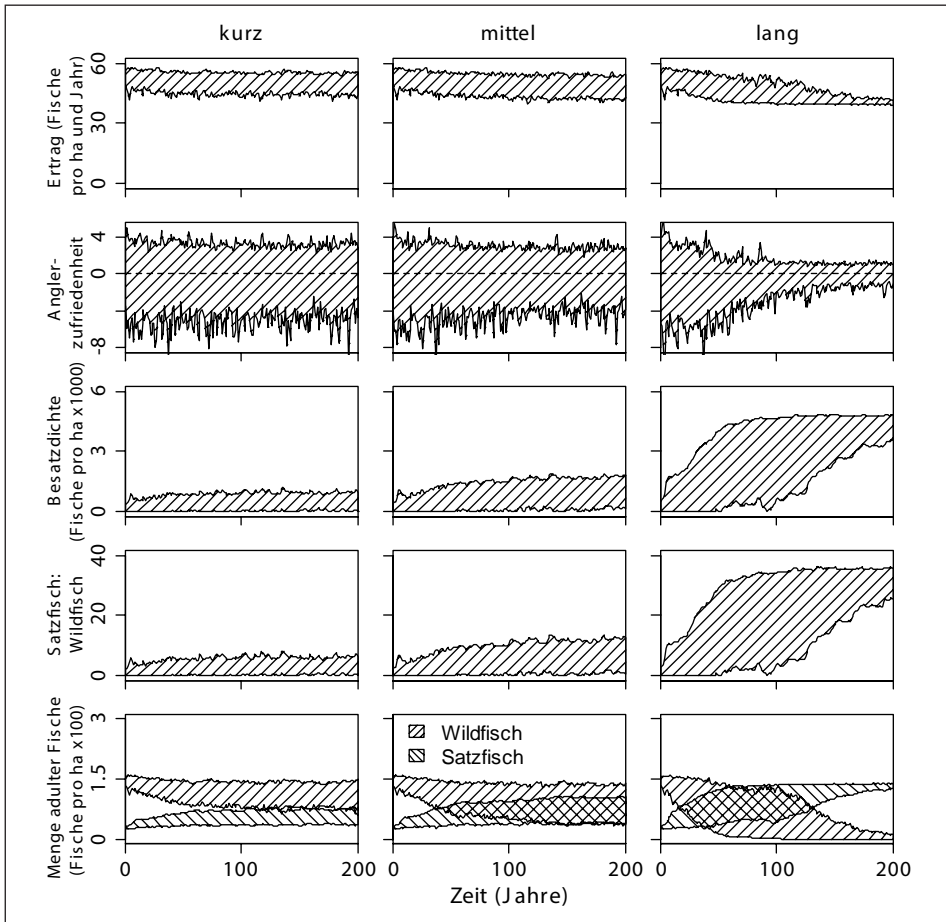 kurz mittel lang
Ertrag (Fische
pro ha und Jahr)
60
30
0
0 100 200 0 100 200 0 100 200
Angler-
zufriedenheit
4
0
-8
Besatzdichte
(Fische pro ha x1000)
6
3
0
Satzfisch:
Wildfisch
40
20
0
Menge adulter Fische
(Fische pro ha x100)
3
1.5
0
Wildfisch
Satzfisch
Zeit (Jahre)